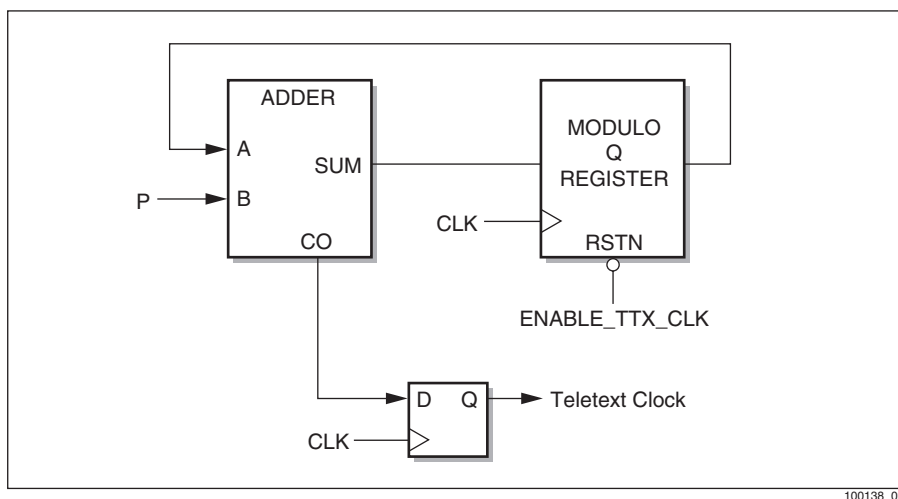 ADDER
A
SUM
P
B
CO
MODULO
Q
REGISTER
CLK
RSTN
ENABLE_TTX_CLK
D Q
Teletext Clock
CLK
100138_0